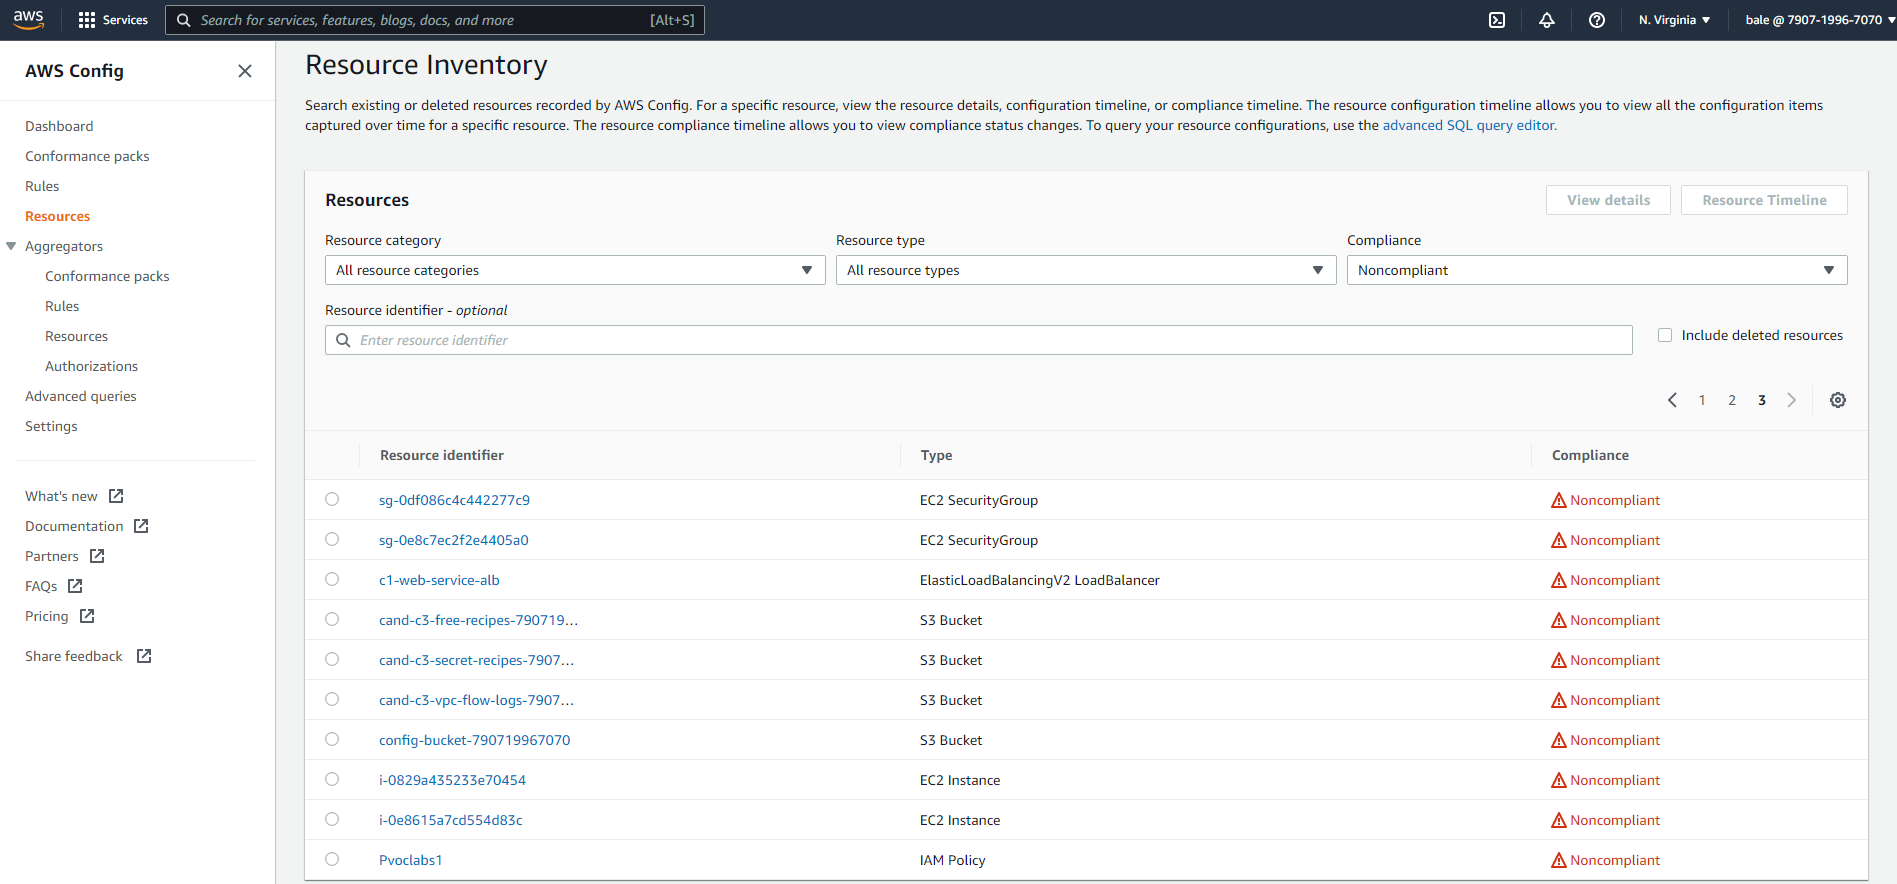 aws
Services
Search for services, features, blogs, docs, and more [Alt+S]
N. Virginia
bale @ 7907-1996-7070
AWS Config
Dashboard
Conformance packs
Rules
Resources
Aggregators
Conformance packs
Rules
Resources
Authorizations
Advanced queries
Settings
What's new
Documentation
Partners
FAQs
Pricing
Share feedback
Resource Inventory
Search existing or deleted resources recorded by AWS Config. For a specific resource, view the resource details, configuration timeline, or compliance timeline. The resource configuration timeline allows you to view all the configuration items
captured over time for a specific resource. The resource compliance timeline allows you to view compliance status changes. To query your resource configurations, use the advanced SQL query editor.
Resources
View details
Resource Timeline
Resource category
Resource type
Compliance
All resource categories
All resource types
Noncompliant
Resource identifier - optional
Enter resource identifier
Include deleted resources
1 2 3
Resource identifier Type Compliance
sg-0df086c4c442277c9 EC2 SecurityGroup Noncompliant
sg-0e8c7ec2f2e4405a0 EC2 SecurityGroup Noncompliant
c1-web-service-alb ElasticLoadBalancingV2 LoadBalancer Noncompliant
cand-c3-free-recipes-790719... S3 Bucket Noncompliant
cand-c3-secret-recipes-7907... S3 Bucket Noncompliant
cand-c3-vpc-flow-logs-7907... S3 Bucket Noncompliant
config-bucket-790719967070 S3 Bucket Noncompliant
i-0829a435233e70454 EC2 Instance Noncompliant
i-0e8615a7cd554d83c EC2 Instance Noncompliant
Pvoclabs1 IAM Policy Noncompliant